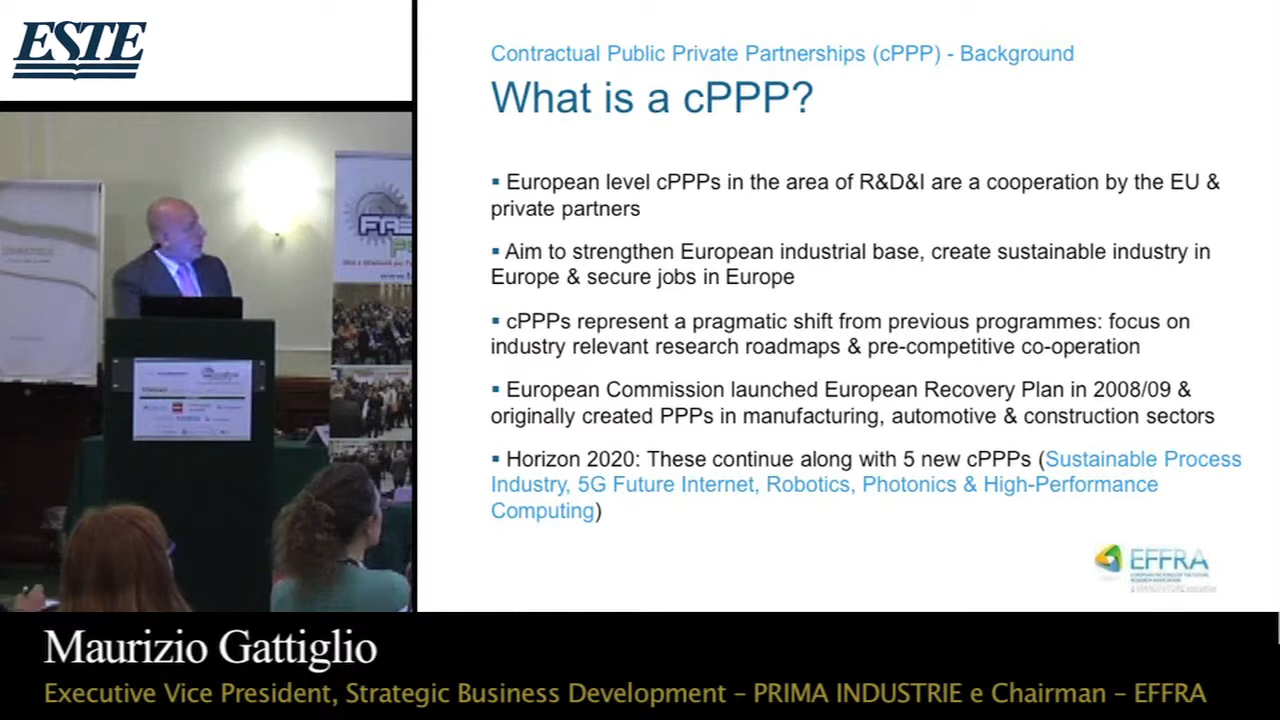 ESTE
Contractual Public Private Partnerships (cPPP) - Background
What is a cPPP?
▪ European level cPPPs in the area of R&D&I are a cooperation by the EU &
private partners
▪ Aim to strengthen European industrial base, create sustainable industry in
Europe & secure jobs in Europe
▪ cPPPs represent a pragmatic shift from previous programmes: focus on
industry relevant research roadmaps & pre-competitive co-operation
▪ European Commission launched European Recovery Plan in 2008/09 &
originally created PPPs in manufacturing, automotive & construction sectors
▪ Horizon 2020: These continue along with 5 new cPPPs (Sustainable Process
Industry, 5G Future Internet, Robotics, Photonics & High-Performance
Computing)
EFFRA
Maurizio Gattiglio
Executive Vice President, Strategic Business Development – PRIMA INDUSTRIE e Chairman – EFFRA